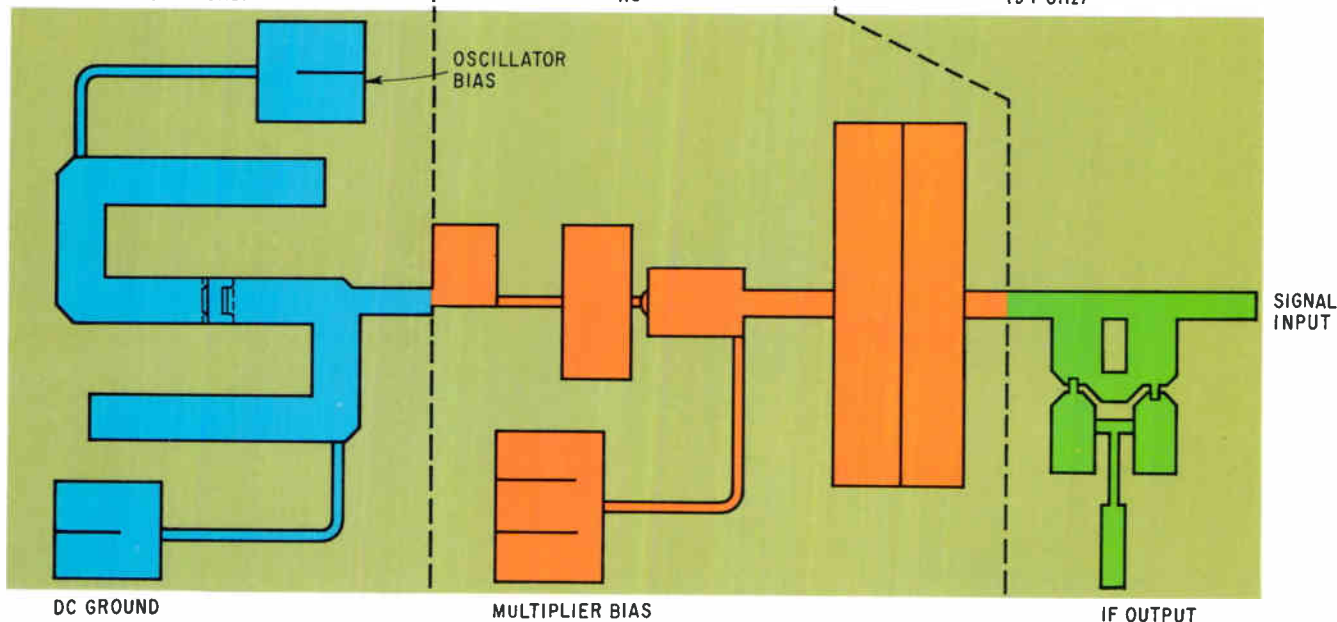 OSCILLATOR
BIAS
SIGNAL
INPUT
DC GROUND
MULTIPLIER BIAS
IF OUTPUT